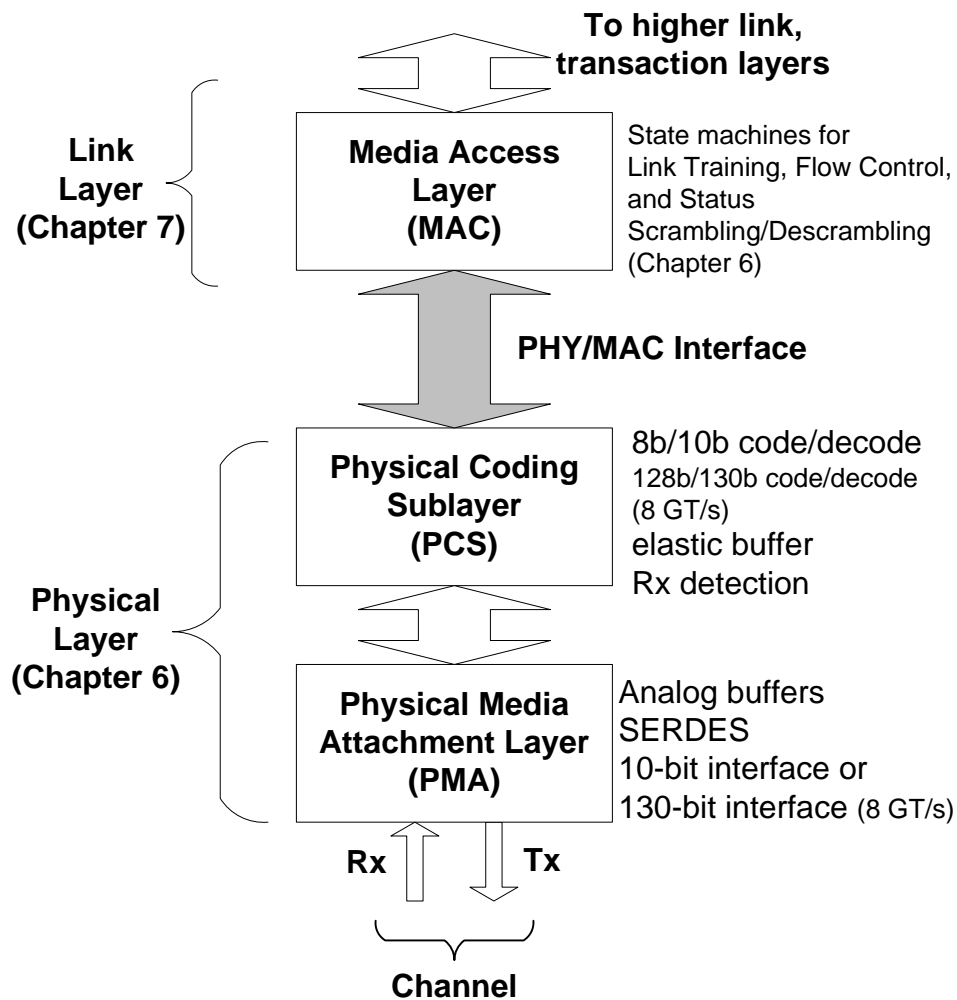 To higher link,
transaction layers
Link
Layer
(Chapter 7)
Media Access
Layer
(MAC)
State machines for
Link Training, Flow Control,
and Status
Scrambling/Descrambling
(Chapter 6)
PHY/MAC Interface
Physical
Layer
(Chapter 6)
Physical Coding
Sublayer
(PCS)
8b/10b code/decode
128b/130b code/decode
(8 GT/s)
elastic buffer
Rx detection
Physical Media
Attachment Layer
(PMA)
Analog buffers
SERDES
10-bit interface or
130-bit interface (8 GT/s)
Rx
Tx
Channel